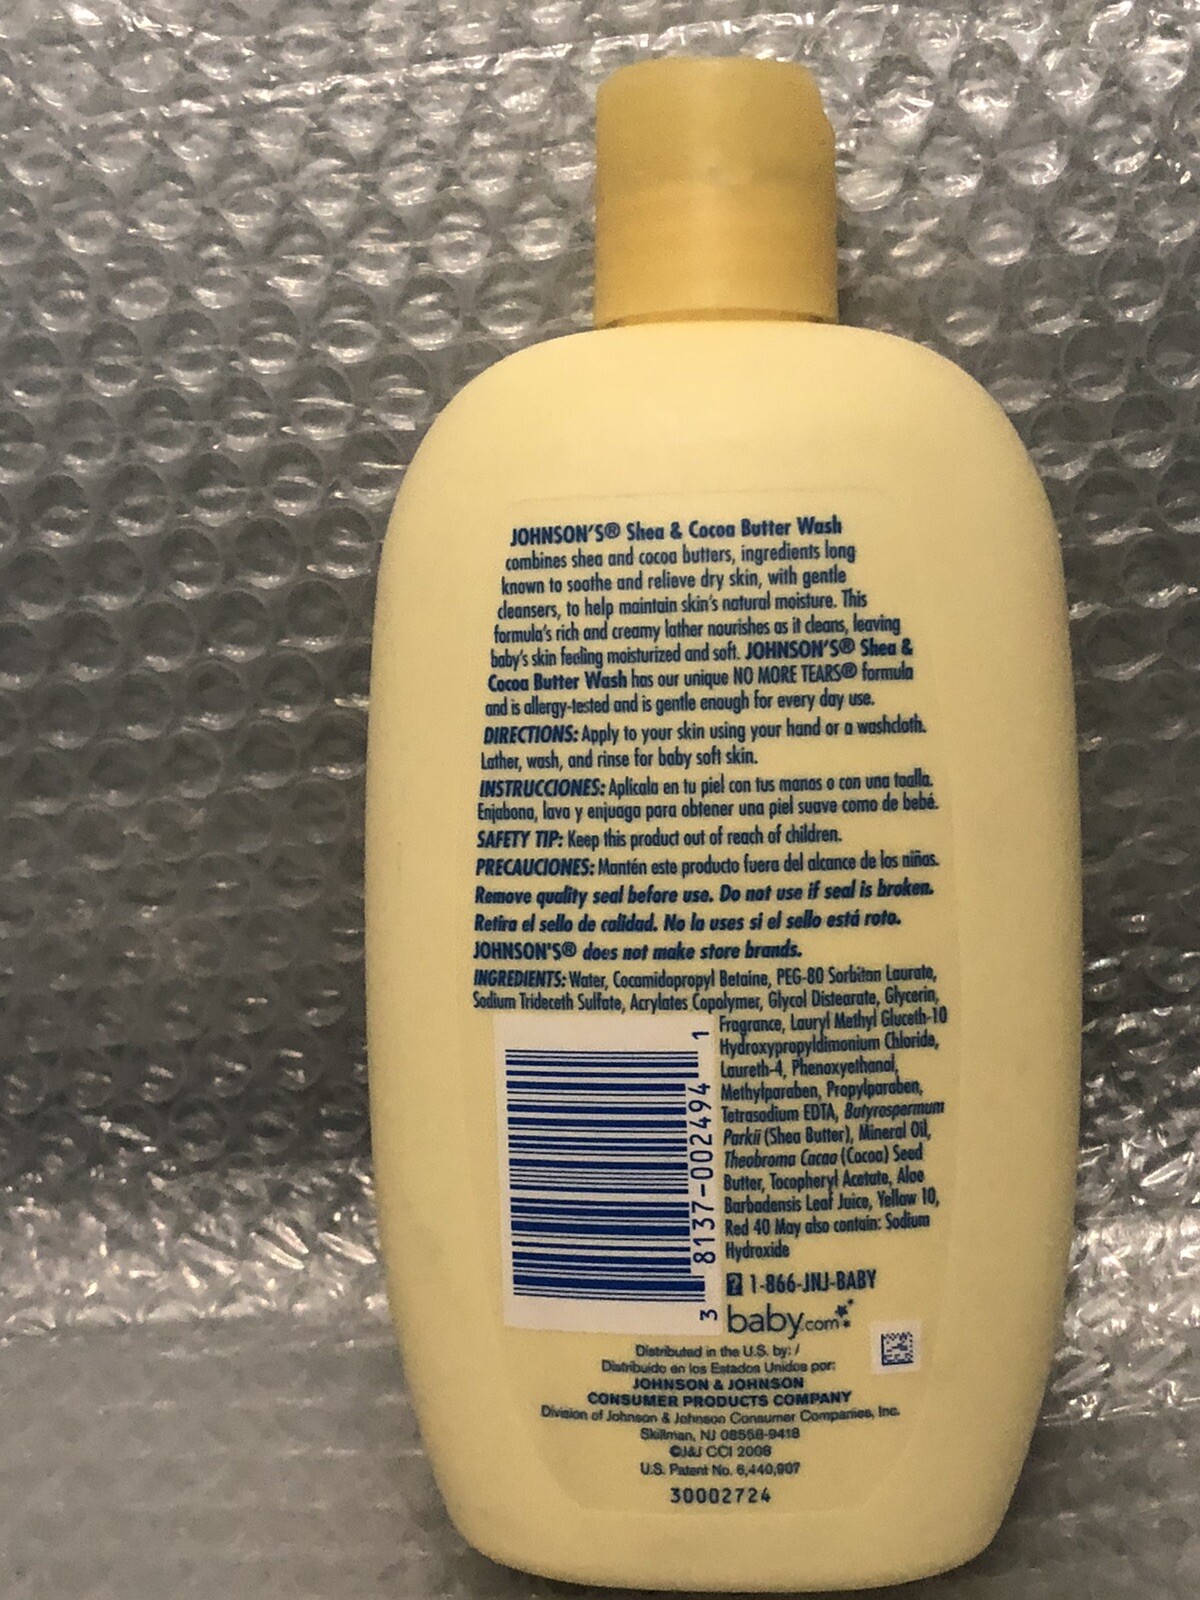 JOHNSON'S® Shea & Cocoa Butter Wash
combines shea and cocoa butters, ingredients long
known to soothe and relieve dry skin, with gentle
cleansers, to help maintain skin's natural moisture. This
formula's rich and creamy lather nourishes as it cleans, leaving
baby's skin feeling moisturized and soft. JOHNSON'S® Shea &
Cocoa Butter Wash has our unique NO MORE TEARS® formula
and is allergy-tested and is gentle enough for every day use.
DIRECTIONS: Apply to your skin using your hand or a washcloth.
Lather, wash, and rinse for baby soft skin.
INSTRUCCIONES: Aplícala en tu piel con tus manos o con una toalla.
Enjabona, lava y enjuaga para obtener una piel suave como de bebé.
SAFETY TIP: Keep this product out of reach of children.
PRECAUCIONES: Mantén este producto fuera del alcance de los niños.
Remove quality seal before use. Do not use if seal is broken.
Retira el sello de calidad. No la uses si el sello está roto.
JOHNSON'S® does not make store brands.
INGREDIENTS: Water, Cocamidopropyl Betaine, PEG-80 Sorbitan Laurate,
Sodium Trideceth Sulfate, Acrylates Copolymer, Glycol Distearate, Glycerin,
Fragrance, Lauryl Methyl Gluceth-10
Hydroxypropyldimonium Chloride,
Laureth-4, Phenoxyethanol,
Methylparaben, Propylparaben,
Tetrasodium EDTA, Butyrospermum
Parkii (Shea Butter), Mineral Oil,
Theobroma Cacao (Cocoa) Seed
Butter, Tocopheryl Acetate, Aloe
Barbadensis Leaf Juice, Yellow 10,
Red 40 May also contain: Sodium
Hydroxide
3 8137-002494 1
? 1-866-JNJ-BABY
baby.com
Distributed in the U.S. by: /
Distribuido en los Estados Unidos por:
JOHNSON & JOHNSON
CONSUMER PRODUCTS COMPANY
Division of Johnson & Johnson Consumer Companies, Inc.
Skillman, NJ 08558-9418
©J&J CCI 2008
U.S. Patent No. 6,440,907
30002724